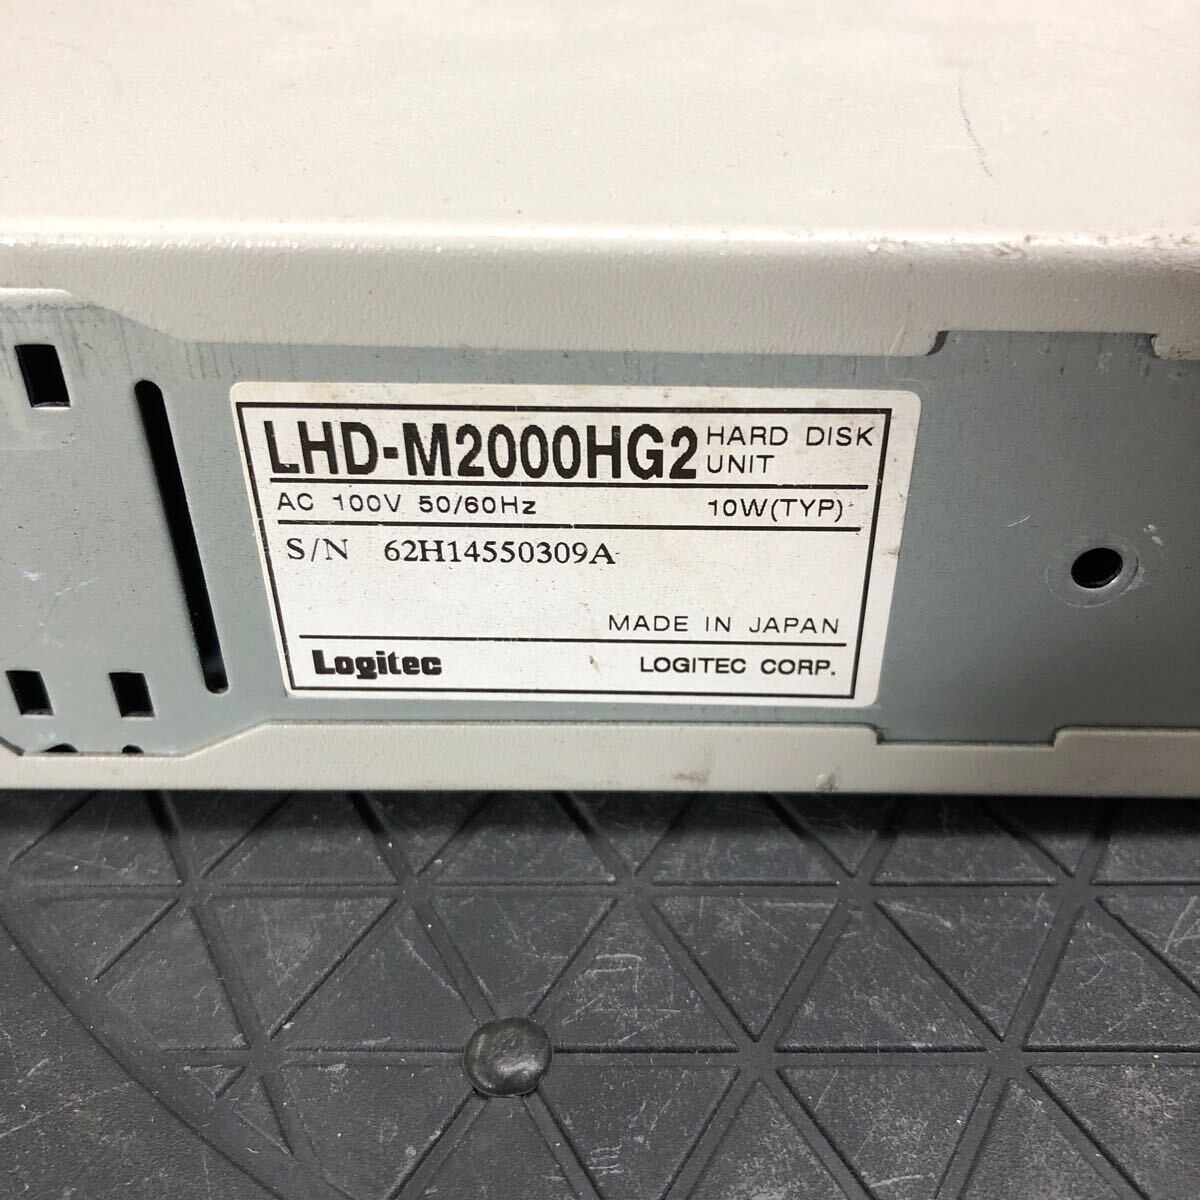 LHD-M2000HG2 HARD DISK
UNIT
AC 100V 50/60Hz 10W(TYP)
S/N 62H14550309A
MADE IN JAPAN
Logitec LOGITEC CORP.